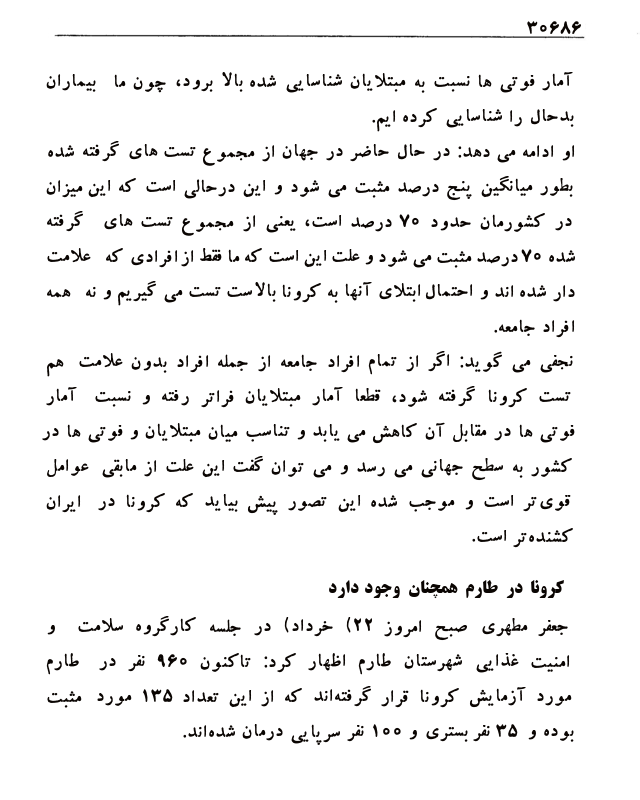 ۳۰۶۸۶
آمار فوتی ها نسبت به مبتلایان شناسایی شده بالا برود، چون ما بیماران
بدحال را شناسایی کرده ایم.
او ادامه می دهد: در حال حاضر در جهان از مجموع تست های گرفته شده
بطور میانگین پنج درصد مثبت می شود و این درحالی است که این میزان
در کشورمان حدود ۷۰ درصد است، یعنی از مجموع تست های گرفته
شده ۷۰ درصد مثبت می شود و علت این است که ما فقط از افرادی که علامت
دار شده اند و احتمال ابتلای آنها به کرونا بالاست تست می گیریم و نه همه
افراد جامعه.
نجفی می گوید: اگر از تمام افراد جامعه از جمله افراد بدون علامت هم
تست کرونا گرفته شود، قطعا آمار مبتلایان فراتر رفته و نسبت آمار
فوتی ها در مقابل آن کاهش می یابد و تناسب میان مبتلایان و فوتی ها در
کشور به سطح جهانی می رسد و می توان گفت این علت از مابقی عوامل
قوی‌تر است و موجب شده این تصور پیش بیاید که کرونا در ایران
کشنده‌تر است.
کرونا در طارم همچنان وجود دارد
جعفر مطهری صبح امروز ۲۲) خرداد) در جلسه کارگروه سلامت و
امنیت غذایی شهرستان طارم اظهار کرد: تاکنون ۹۶۰ نفر در طارم
مورد آزمایش کرونا قرار گرفته‌اند که از این تعداد ۱۳۵ مورد مثبت
بوده و ۳۵ نفر بستری و ۱۰۰ نفر سرپایی درمان شده‌اند.